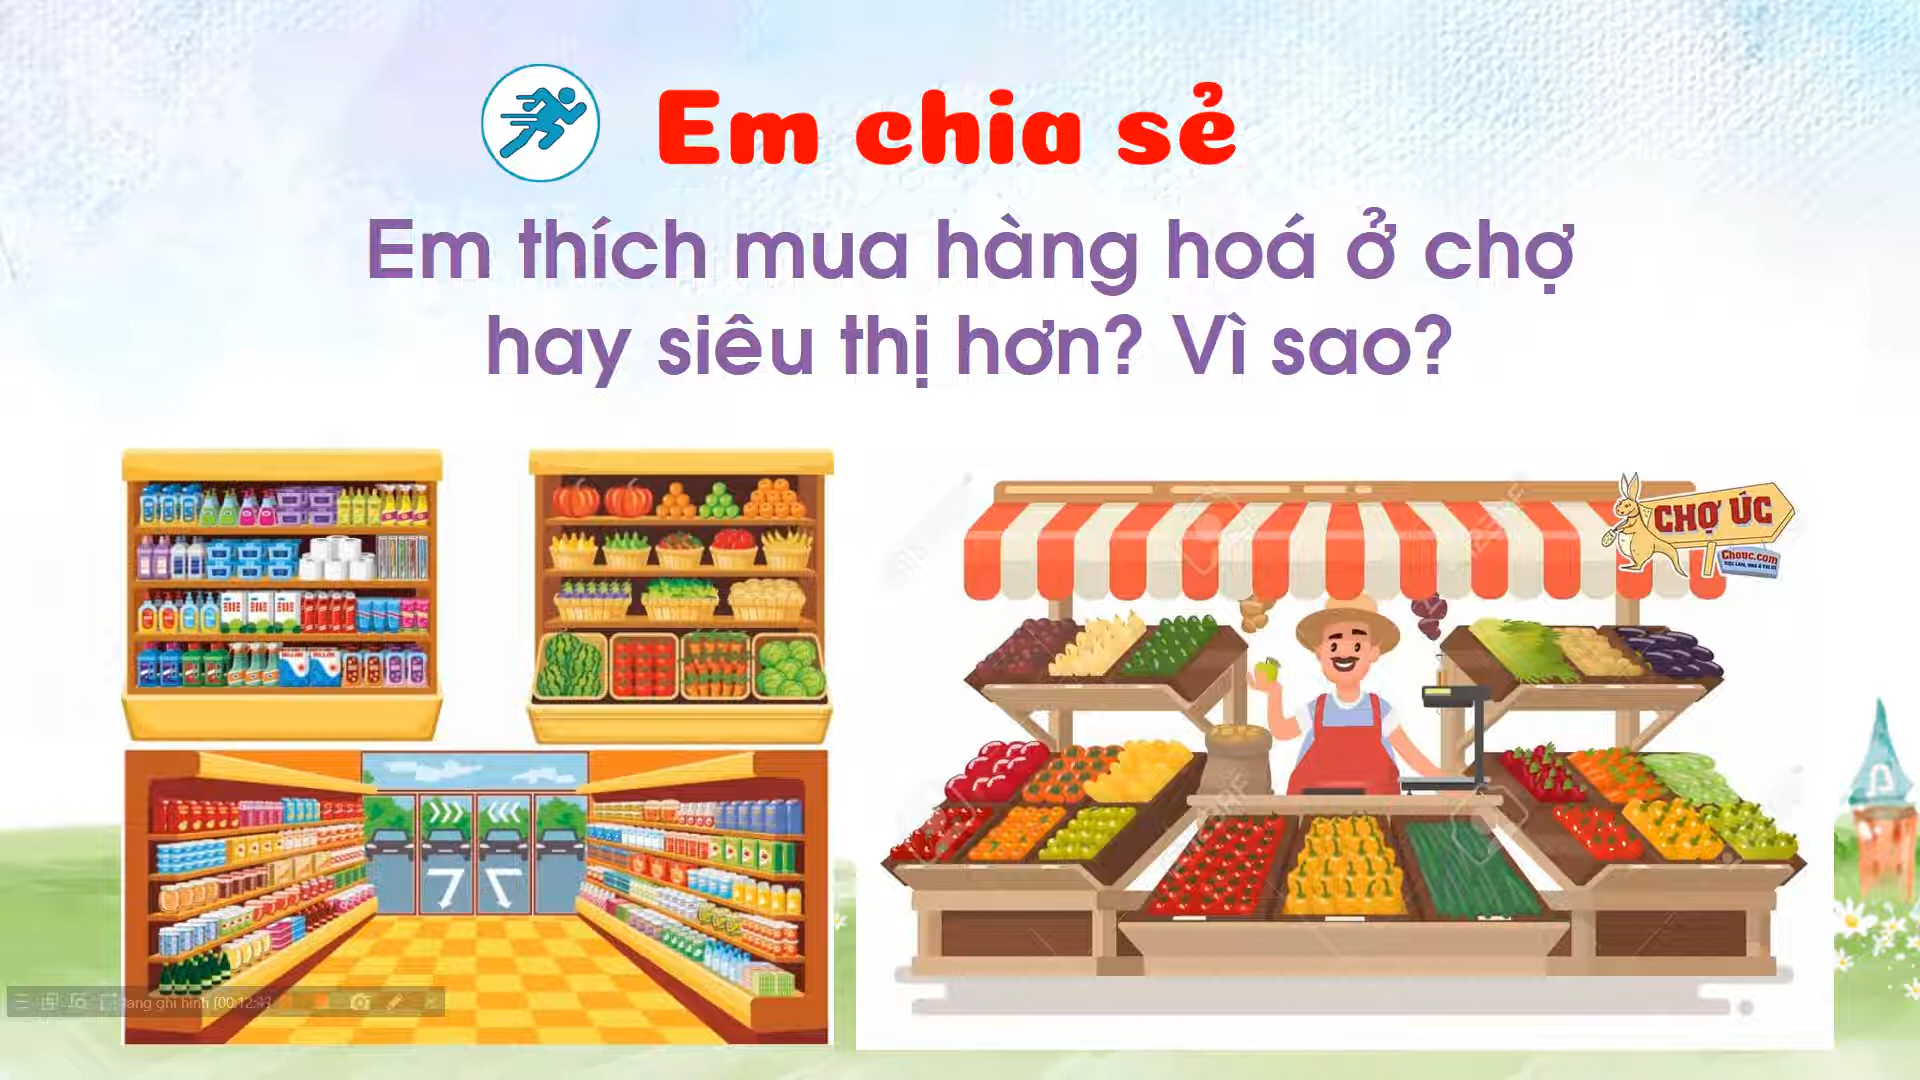 Em chia sẻ
Em thích mua hàng hoá ở chợ
hay siêu thị hơn? Vì sao?
CHỢ ÚC
Chouc.com